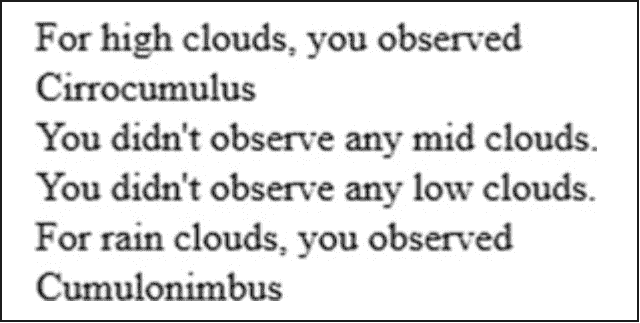 For high clouds, you observed
Cirrocumulus
You didn't observe any mid clouds.
You didn't observe any low clouds.
For rain clouds, you observed
Cumulonimbus